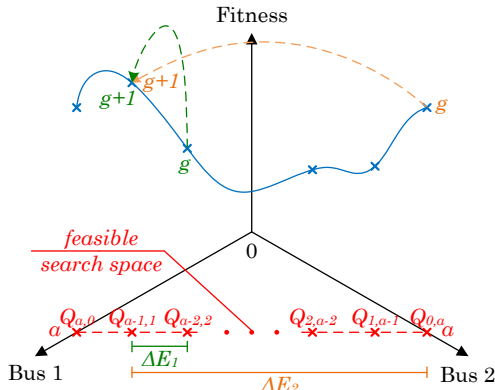 Fitness
g+1
g+1
g
g
0
feasible
search space
a Q_{a,0} Q_{a-1,1} Q_{a-2,2} Q_{2,a-2} Q_{1,a-1} Q_{0,a} a
ΔE_1
Bus 1
Bus 2
ΔE_2